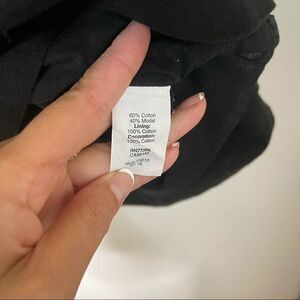 60% Cotton
40% Modal
Lining:
100% Cotton
Decoration:
100% Cotton